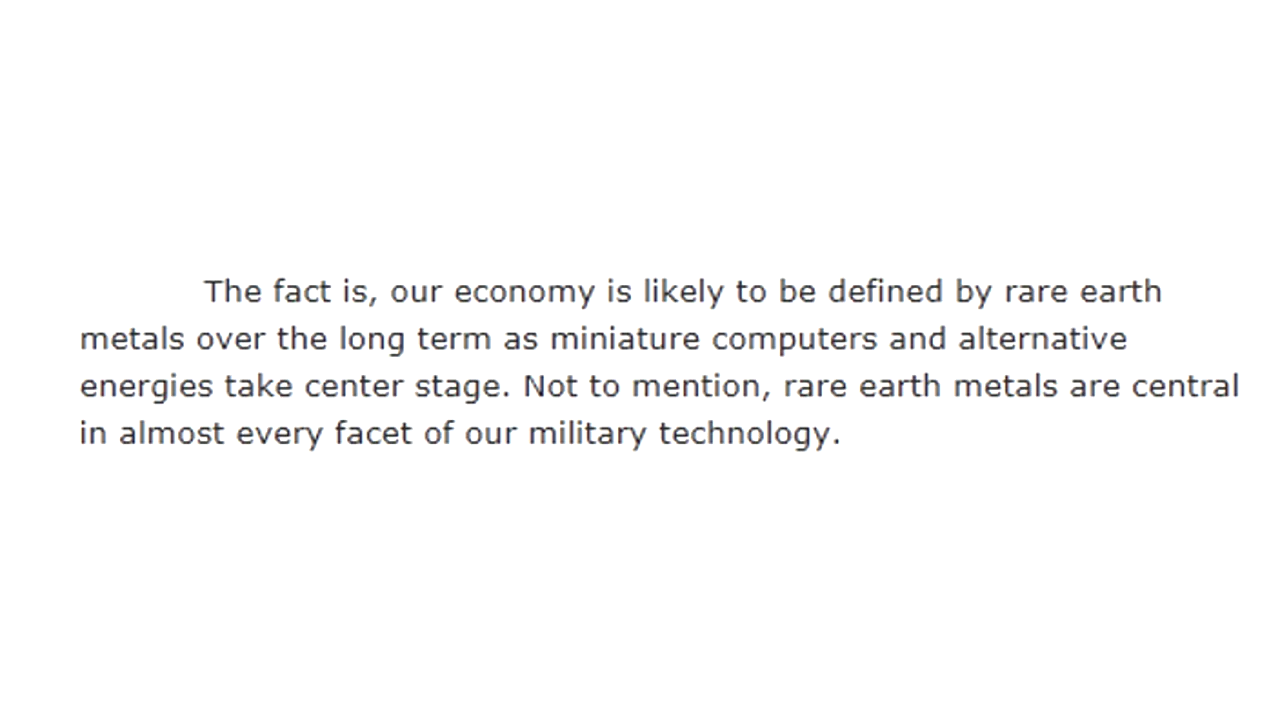 The fact is, our economy is likely to be defined by rare earth
metals over the long term as miniature computers and alternative
energies take center stage. Not to mention, rare earth metals are central
in almost every facet of our military technology.